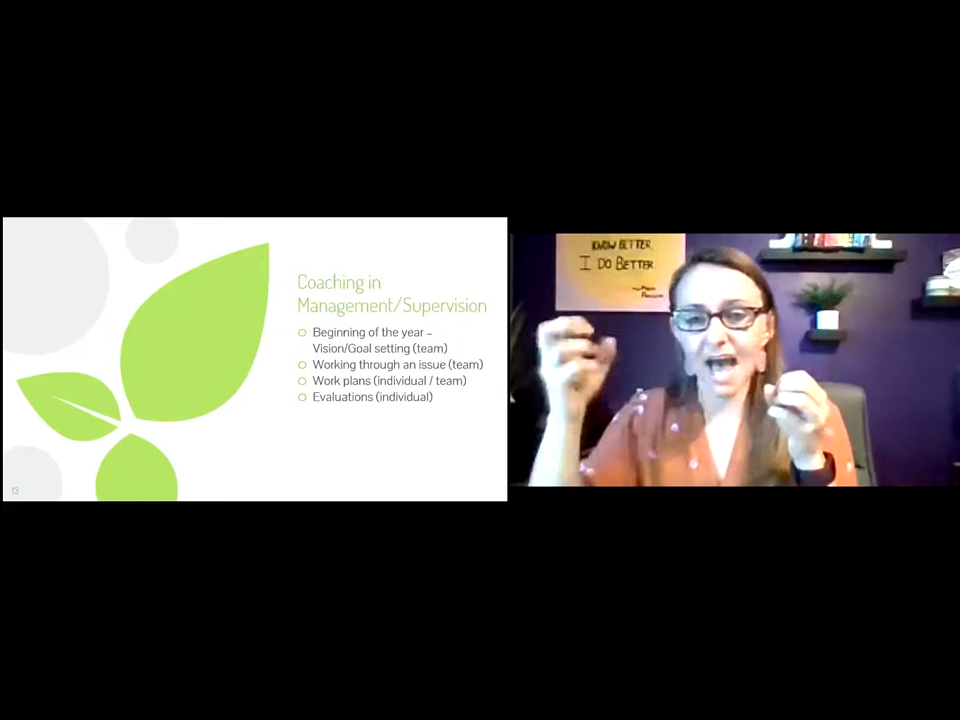 Coaching in
Management/Supervision
Beginning of the year –
Vision/Goal setting (team)
Working through an issue (team)
Work plans (individual / team)
Evaluations (individual)
13
KNOW BETTER
I DO BETTER.